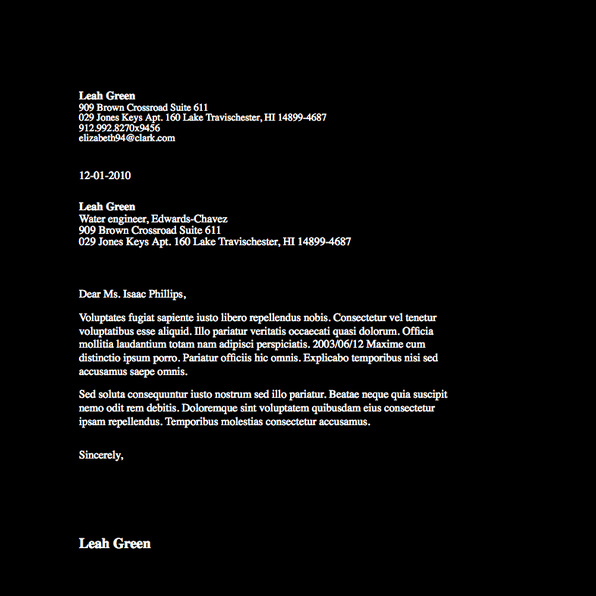 Leah Green
909 Brown Crossroad Suite 611
029 Jones Keys Apt. 160 Lake Travischester, HI 14899-4687
912.992.8270x9456
elizabeth94@clark.com
12-01-2010
Leah Green
Water engineer, Edwards-Chavez
909 Brown Crossroad Suite 611
029 Jones Keys Apt. 160 Lake Travischester, HI 14899-4687
Dear Ms. Isaac Phillips,
Voluptates fugiat sapiente iusto libero repellendus nobis. Consectetur vel tenetur
voluptatibus esse aliquid. Illo pariatur veritatis occaecati quasi dolorum. Officia
mollitia laudantium totam nam adipisci perspiciatis. 2003/06/12 Maxime cum
distinctio ipsum porro. Pariatur officiis hic omnis. Explicabo temporibus nisi sed
accusamus saepe omnis.
Sed soluta consequuntur iusto nostrum sed illo pariatur. Beatae neque quia suscipit
nemo odit rem debitis. Doloremque sint voluptatem quibusdam eius consectetur
ipsam repellendus. Temporibus molestias consectetur accusamus.
Sincerely,
Leah Green